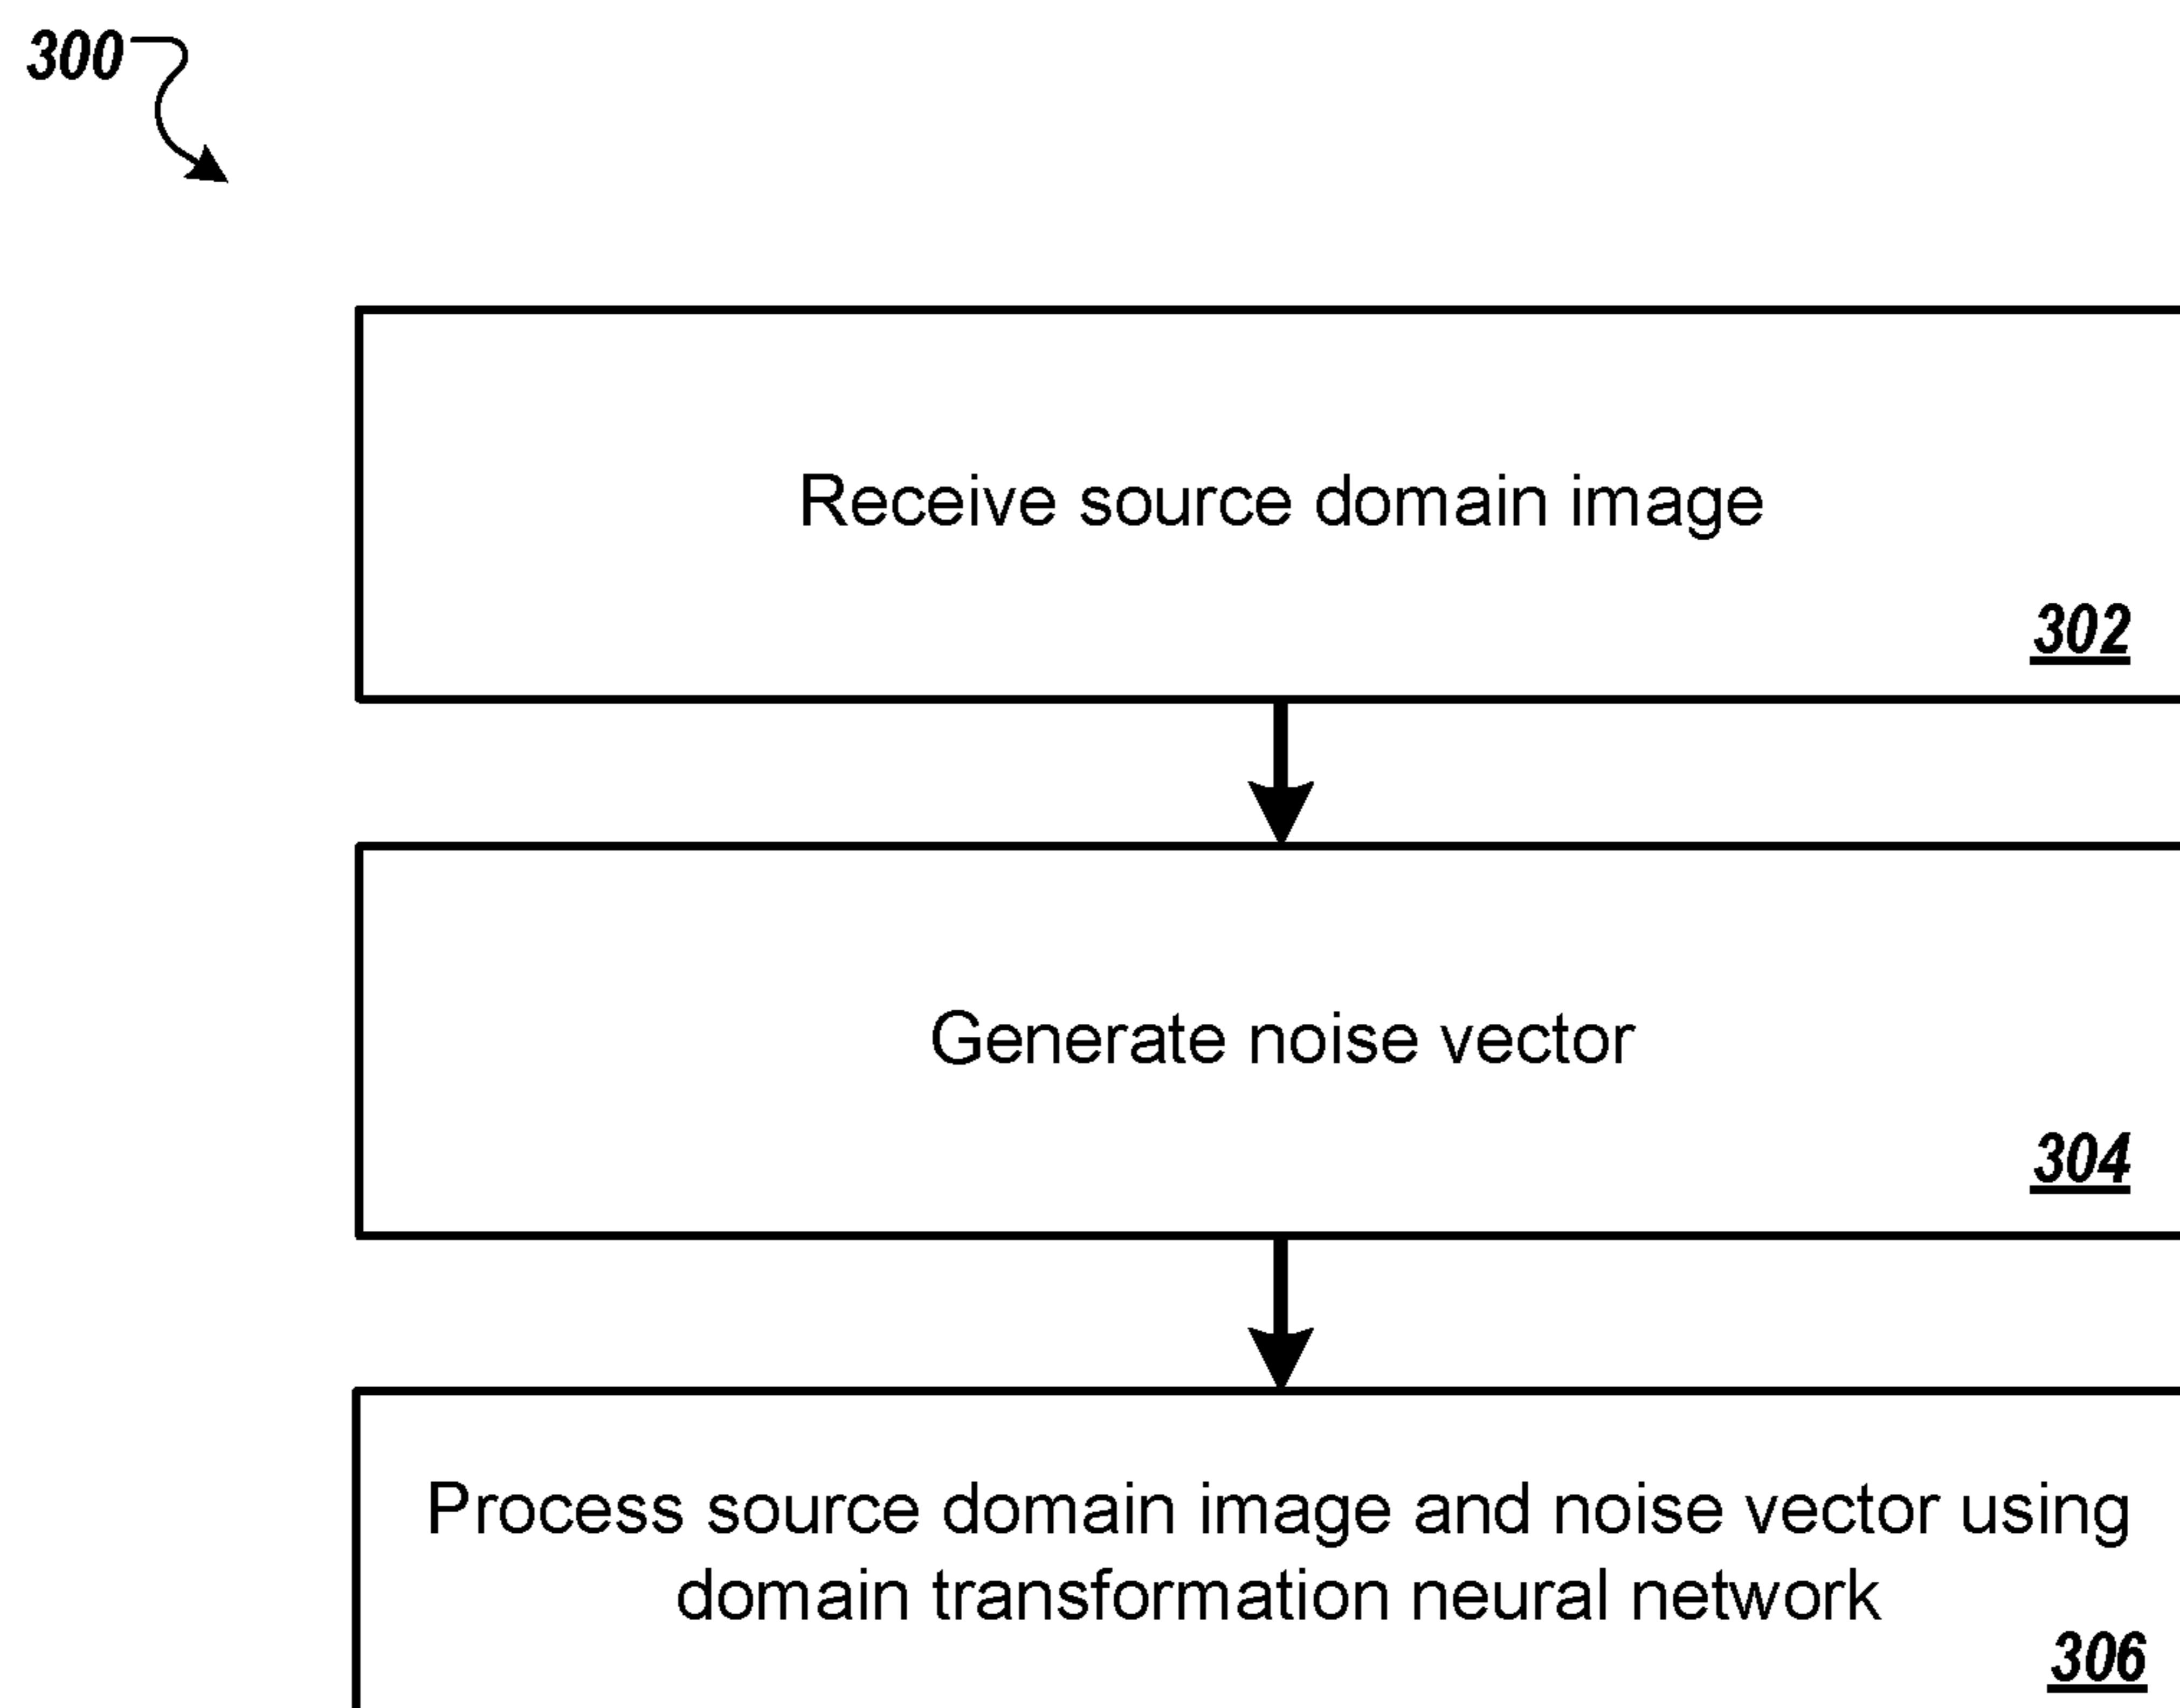 300
Receive source domain image
302
Generate noise vector
304
Process source domain image and noise vector using
domain transformation neural network
306